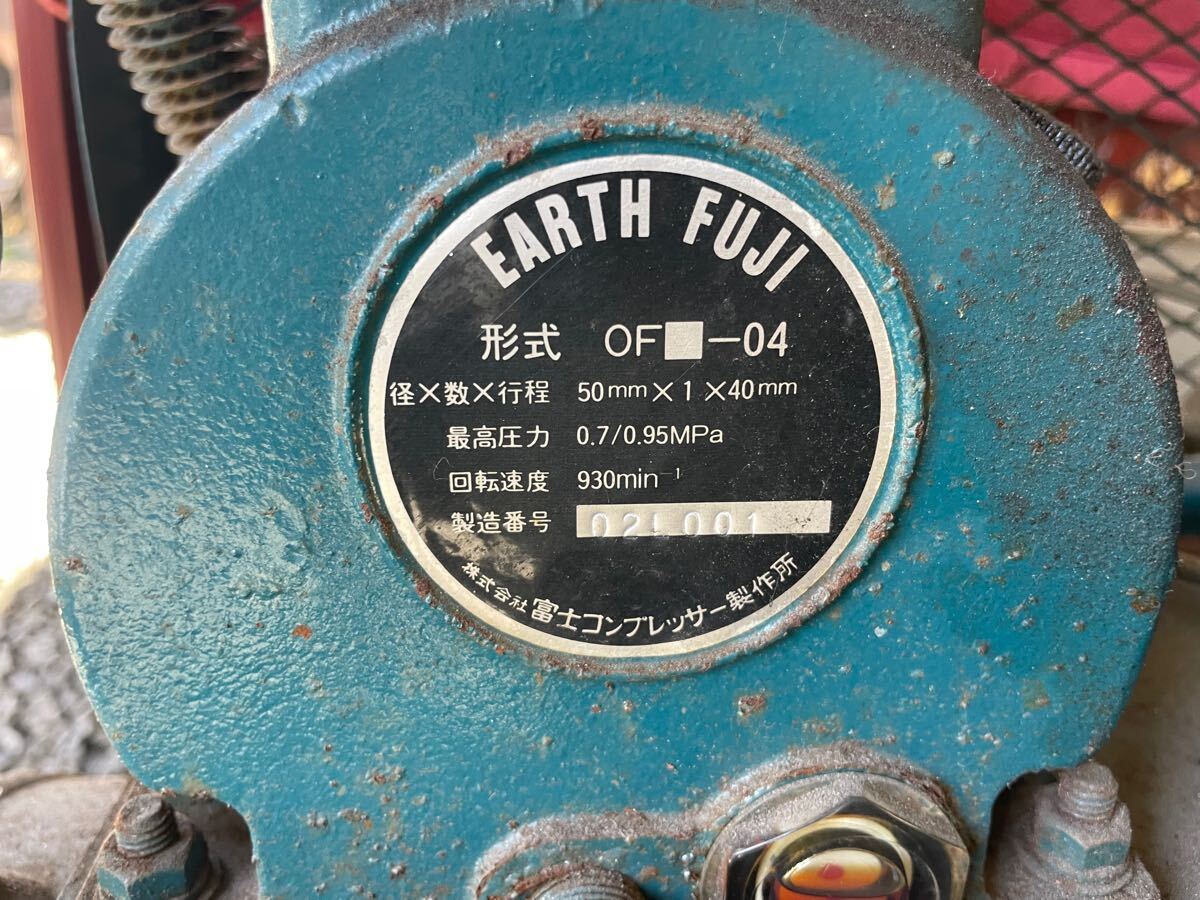 EARTH FUJI
形式 OF■-04
径×数×行程 50mm×1×40mm
最高圧力 0.7/0.95MPa
回転速度 930min⁻¹
製造番号 02L001
株式会社富士コンプレッサー製作所